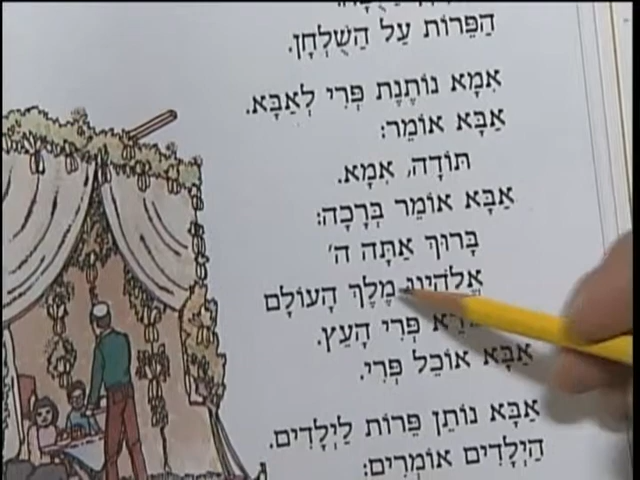 הַפֵּרוֹת עַל הַשֻּׁלְחָן.
אִמָּא נוֹתֶנֶת פְּרִי לְאַבָּא.
אַבָּא אוֹמֵר:
תּוֹדָה, אִמָּא.
אַבָּא אוֹמֵר בְּרָכָה:
בָּרוּךְ אַתָּה ה'
אֱלֹהֵינוּ מֶלֶךְ הָעוֹלָם
פְּרִי הָעֵץ.
אַבָּא אוֹכֵל פְּרִי.
אַבָּא נוֹתֵן פֵּרוֹת לַיְלָדִים.
הַיְלָדִים אוֹמְרִים: